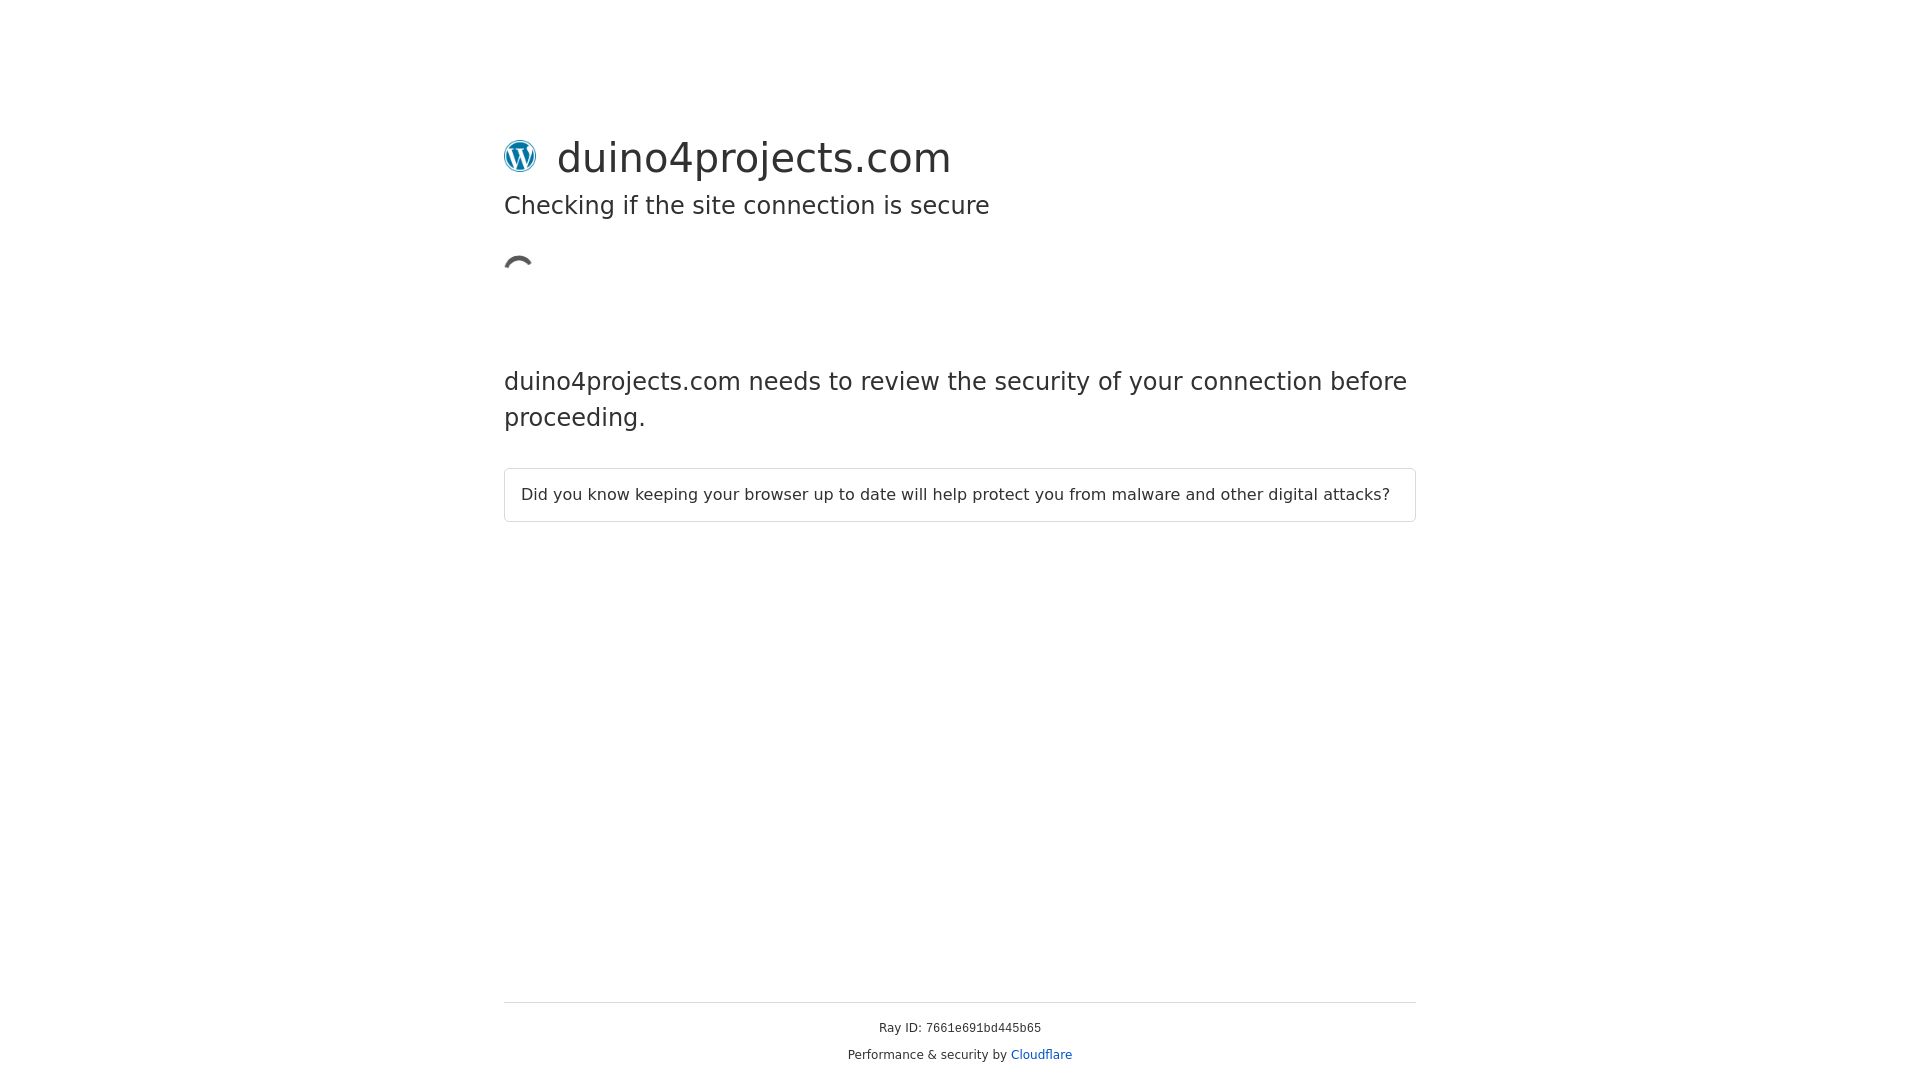 duino4projects.com
Checking if the site connection is secure
duino4projects.com needs to review the security of your connection before
proceeding.
Did you know keeping your browser up to date will help protect you from malware and other digital attacks?
Ray ID: 7661e691bd445b65
Performance & security by Cloudflare